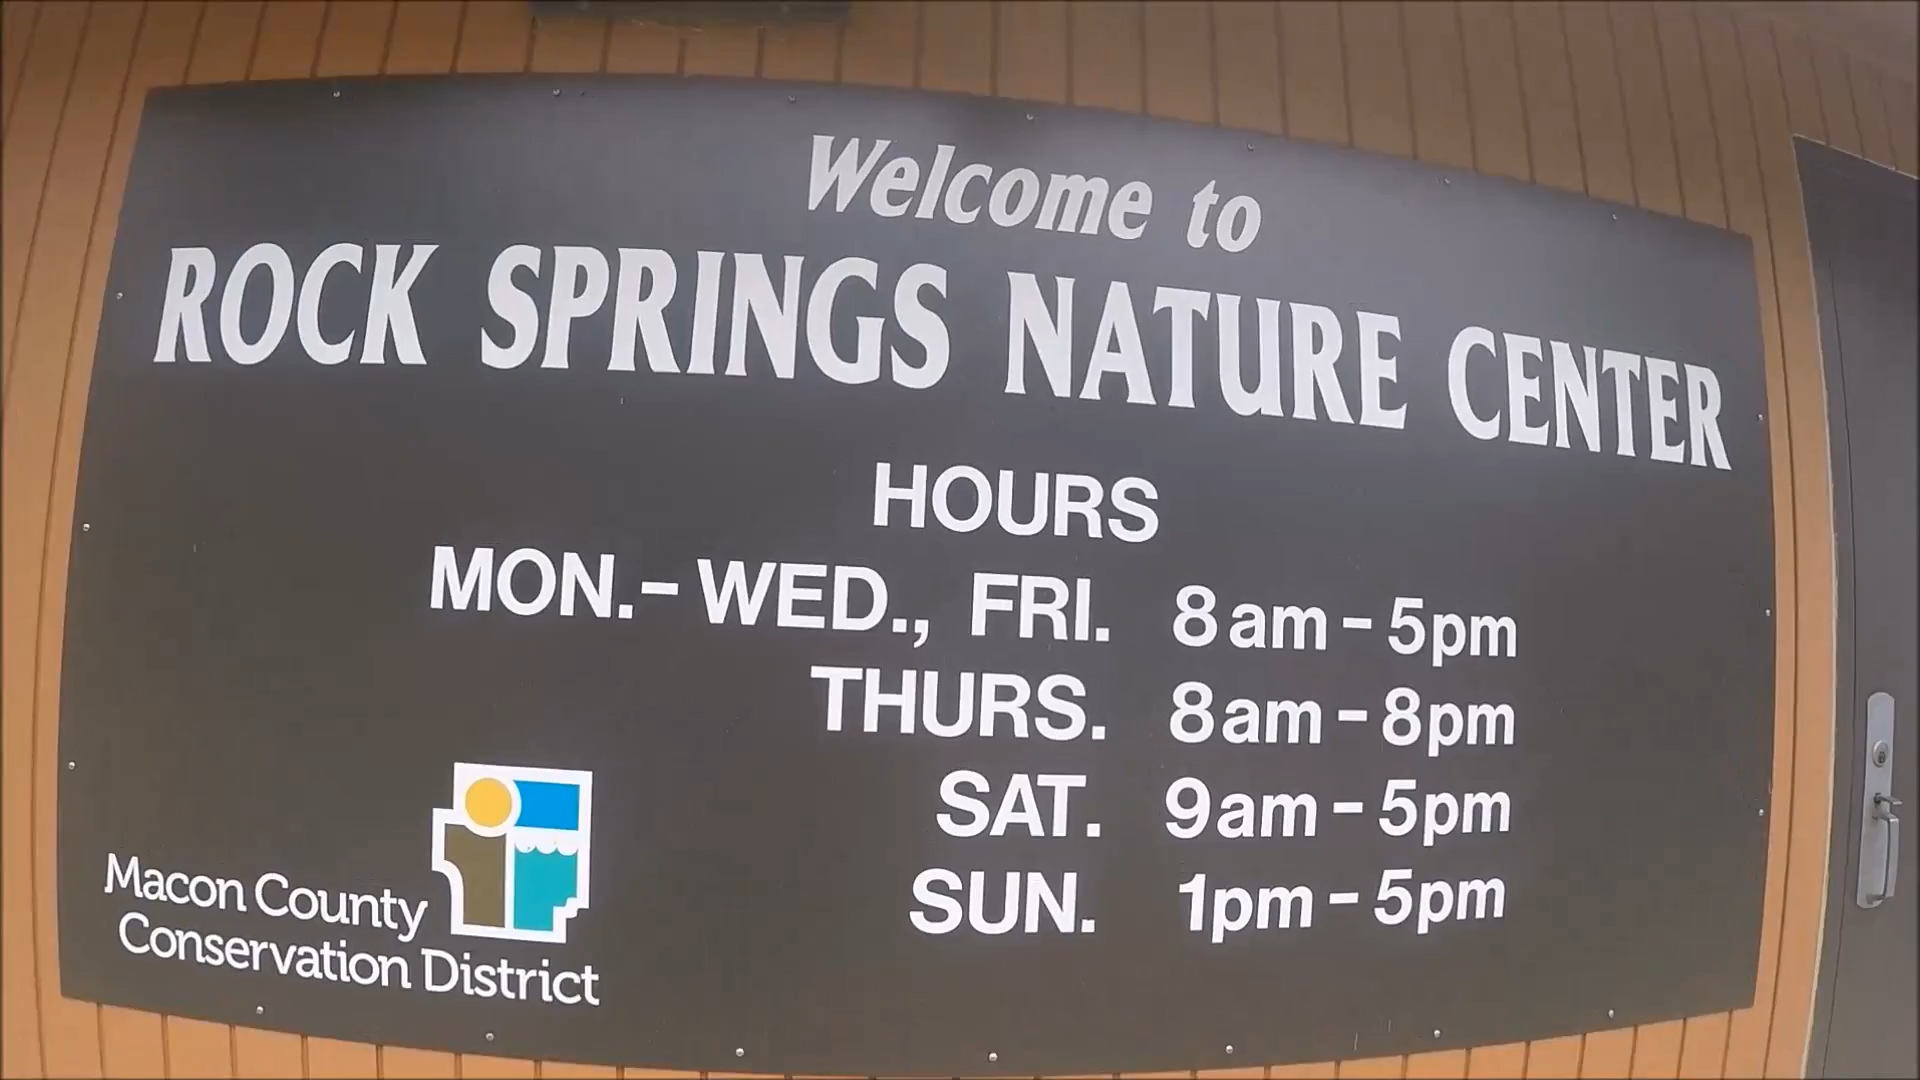 Welcome to
ROCK SPRINGS NATURE CENTER
HOURS
MON.-WED., FRI. 8am-5pm
THURS. 8am-8pm
SAT. 9am-5pm
SUN. 1pm-5pm
Macon County
Conservation District